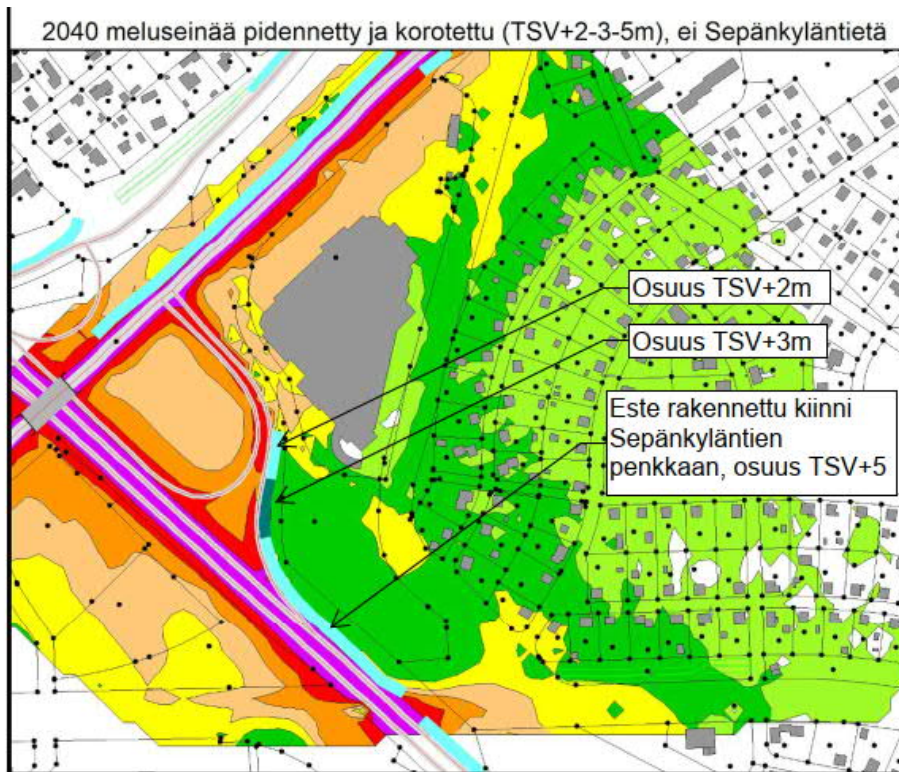 2040 meluseinää pidennetty ja korotettu (TSV+2-3-5m), ei Sepänkyläntietä
Osuus TSV+2m
Osuus TSV+3m
Este rakennettu kiinni
Sepänkyläntien
penkkaan, osuus TSV+5